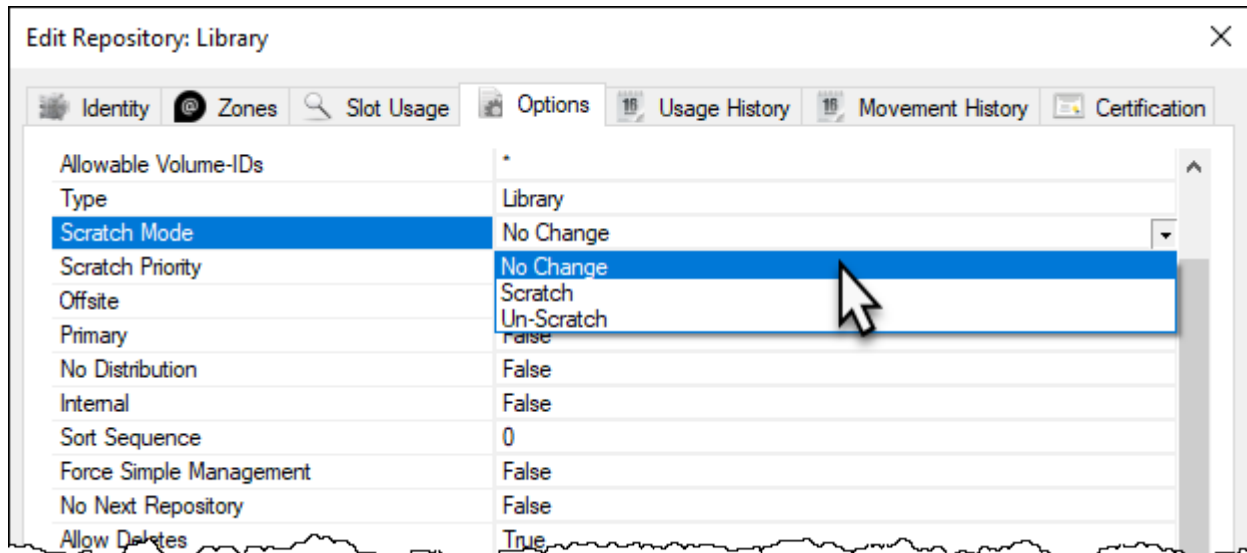 Edit Repository: Library
Identity Zones Slot Usage Options Usage History Movement History Certification
Allowable Volume-IDs *
Type Library
Scratch Mode No Change
Scratch Priority No Change
Offsite Scratch
Un-Scratch
Primary False
No Distribution False
Internal False
Sort Sequence 0
Force Simple Management False
No Next Repository False
Allow Deletes True